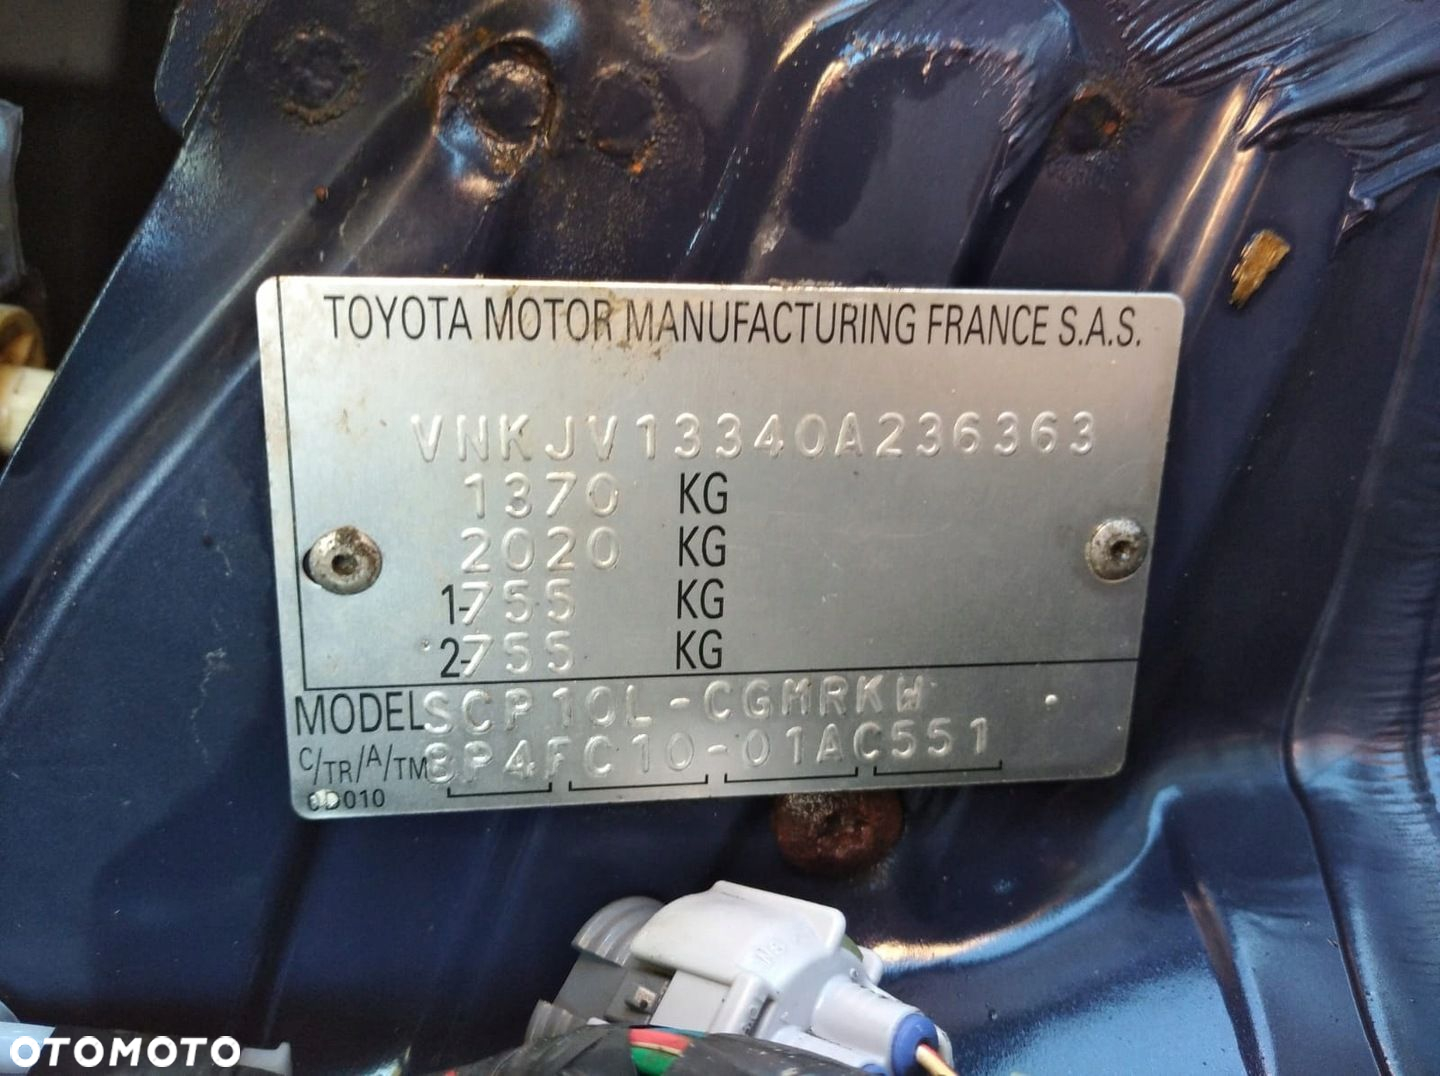 TOYOTA MOTOR MANUFACTURING FRANCE S.A.S.
VNKJV13340A236363
1370 KG
2020 KG
1-755 KG
2-755 KG
MODEL SCP10L-CGMRKW
C/TR/A/TM 8P4FC10-01AC551
0D010
OTOMOTO